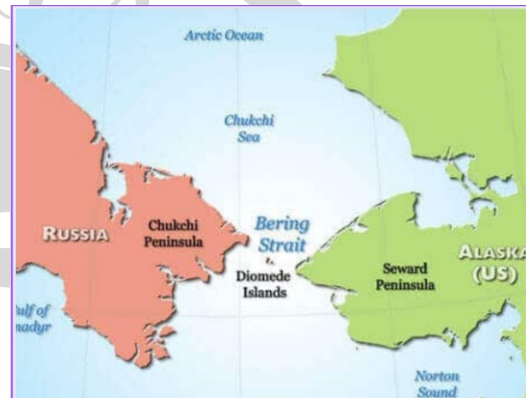 Arctic Ocean
Chukchi
Sea
RUSSIA
Chukchi
Peninsula
Bering
Strait
Diomede
Islands
Seward
Peninsula
ALASKA
(US)
ulf of
nadyr
Norton
Sound